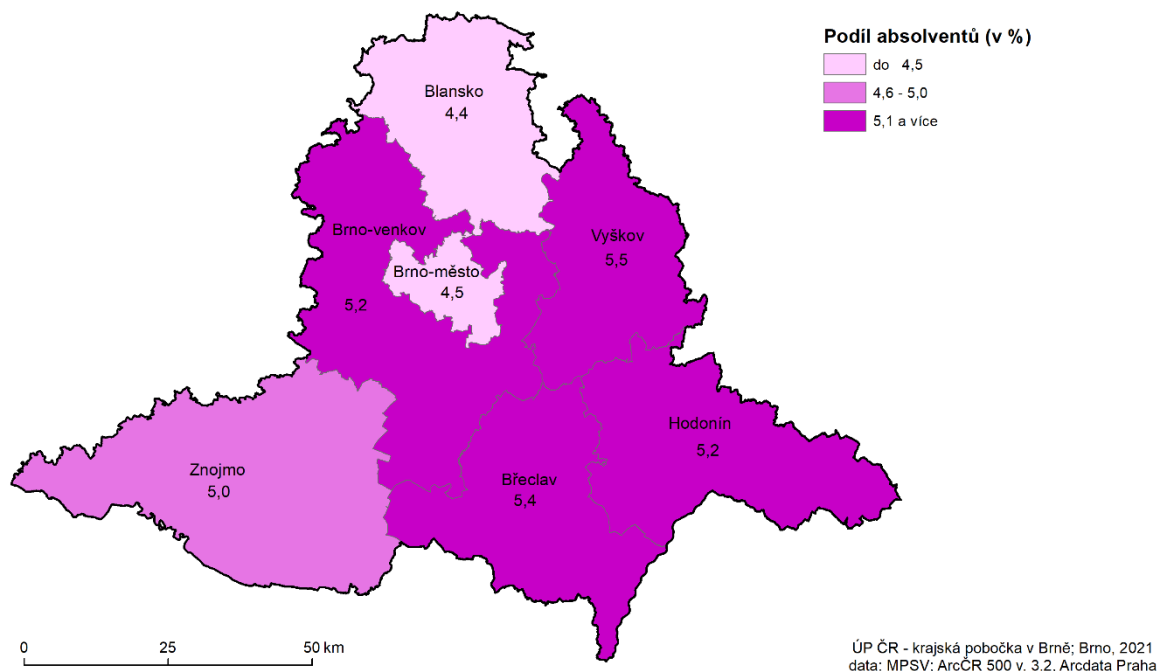 Podíl absolventů (v %)
do 4,5
4,6 - 5,0
5,1 a více
Blansko
4,4
Brno-venkov
5,2
Brno-město
4,5
Vyškov
5,5
Hodonín
5,2
Znojmo
5,0
Břeclav
5,4
0 25 50 km
ÚP ČR - krajská pobočka v Brně; Brno, 2021
data: MPSV; ArcČR 500 v. 3.2. Arcdata Praha